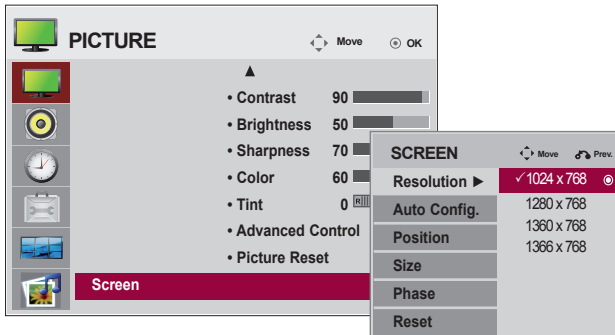 PICTURE Move OK
• Contrast 90
• Brightness 50
• Sharpness 70
• Color 60
• Tint 0 R
• Advanced Control
• Picture Reset
Screen
SCREEN Move Prev.
Resolution ▶ ✓1024 x 768
Auto Config. 1280 x 768
Position 1360 x 768
1366 x 768
Size
Phase
Reset